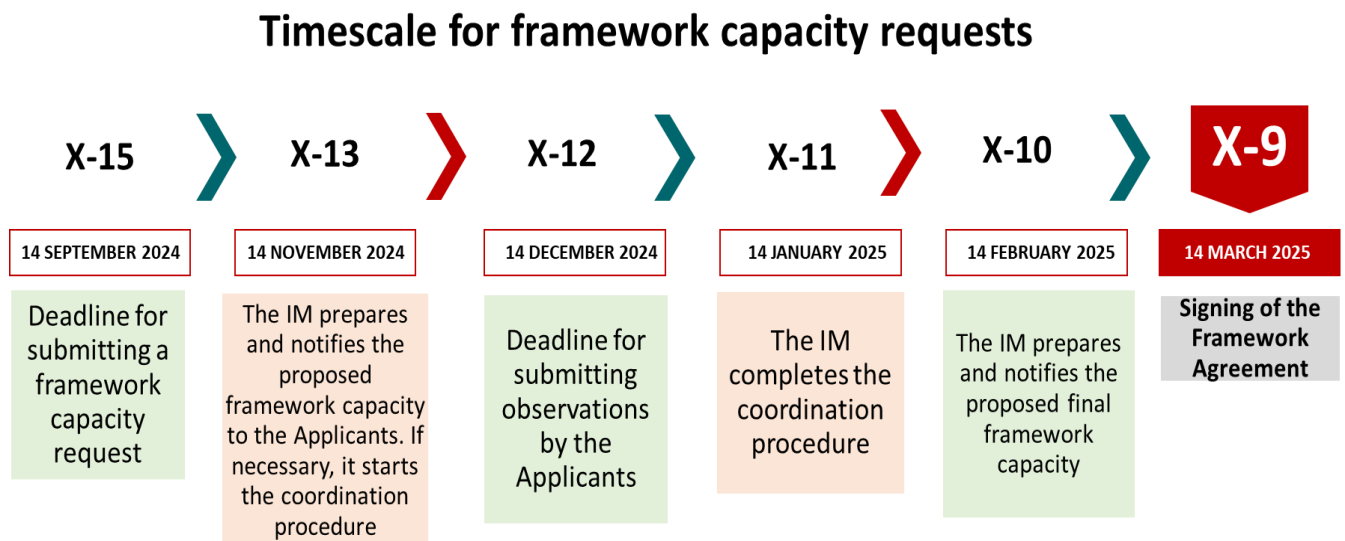 Timescale for framework capacity requests
X-15
X-13
X-12
X-11
X-10
X-9
14 SEPTEMBER 2024
14 NOVEMBER 2024
14 DECEMBER 2024
14 JANUARY 2025
14 FEBRUARY 2025
14 MARCH 2025
Deadline for
submitting a
framework
capacity
request
The IM prepares
and notifies the
proposed
framework capacity
to the Applicants. If
necessary, it starts
the coordination
procedure
Deadline for
submitting
observations
by the
Applicants
The IM
completes the
coordination
procedure
The IM prepares
and notifies the
proposed final
framework
capacity
Signing of the
Framework
Agreement